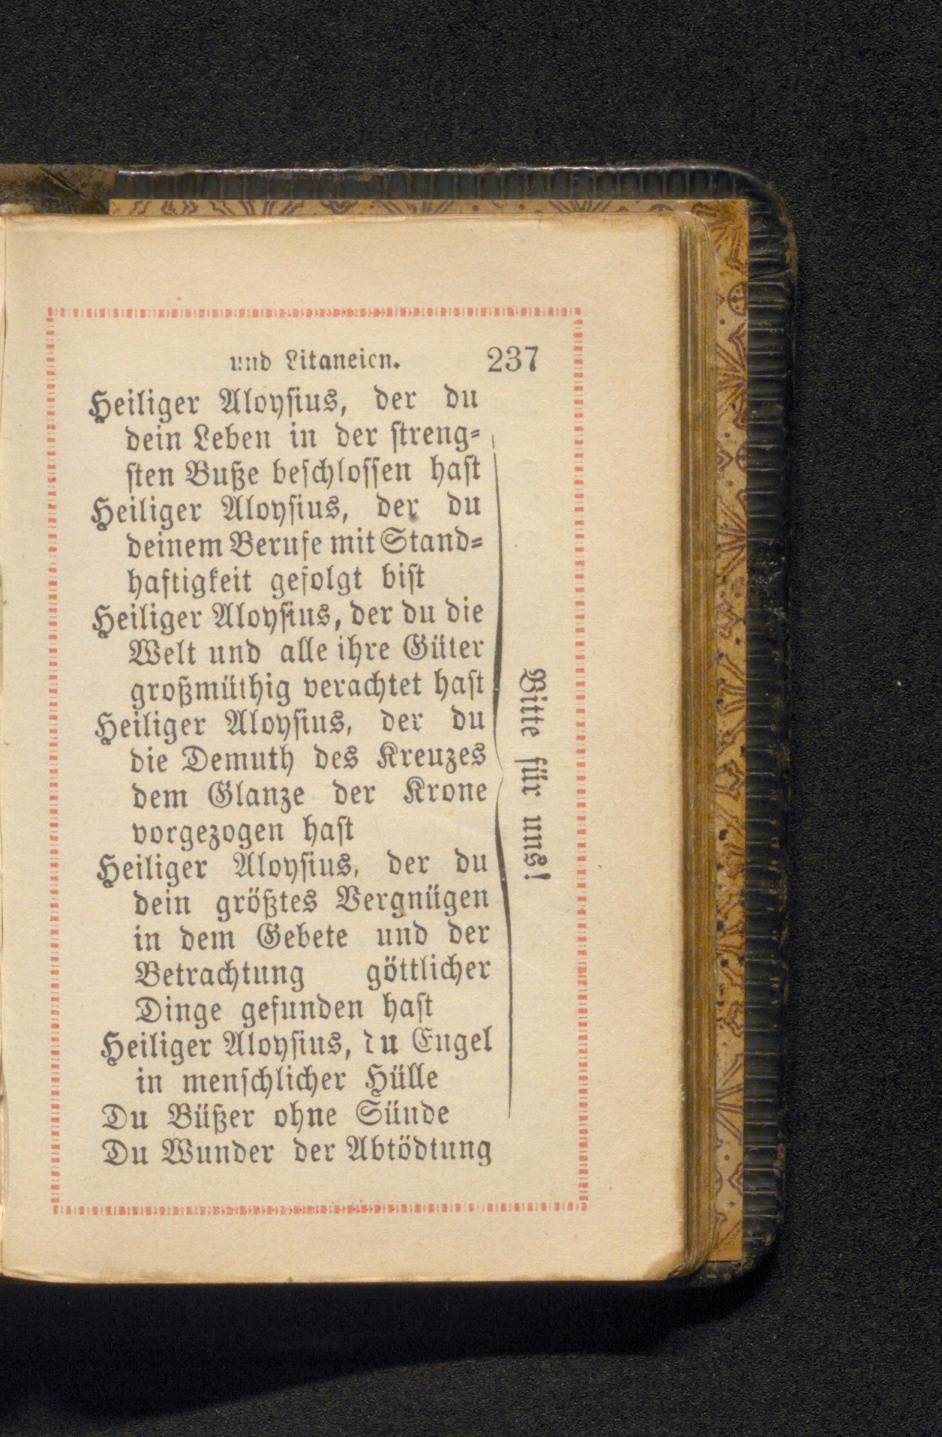 und Litaneien. 237
Heiliger Aloysius, der du
dein Leben in der streng-
sten Buße beschlossen hast
Heiliger Aloysius, der du
deinem Berufe mit Stand-
haftigkeit gefolgt bist
Heiliger Aloysius, der du die
Welt und alle ihre Güter
großmüthig verachtet hast
Heiliger Aloysius, der du
die Demuth des Kreuzes
dem Glanze der Krone
vorgezogen hast
Heiliger Aloysius, der du
dein größtes Vergnügen
in dem Gebete und der
Betrachtung göttlicher
Dinge gefunden hast
Heiliger Aloysius, du Engel
in menschlicher Hülle
Du Büßer ohne Sünde
Du Wunder der Abtödtung
Bitte für uns!